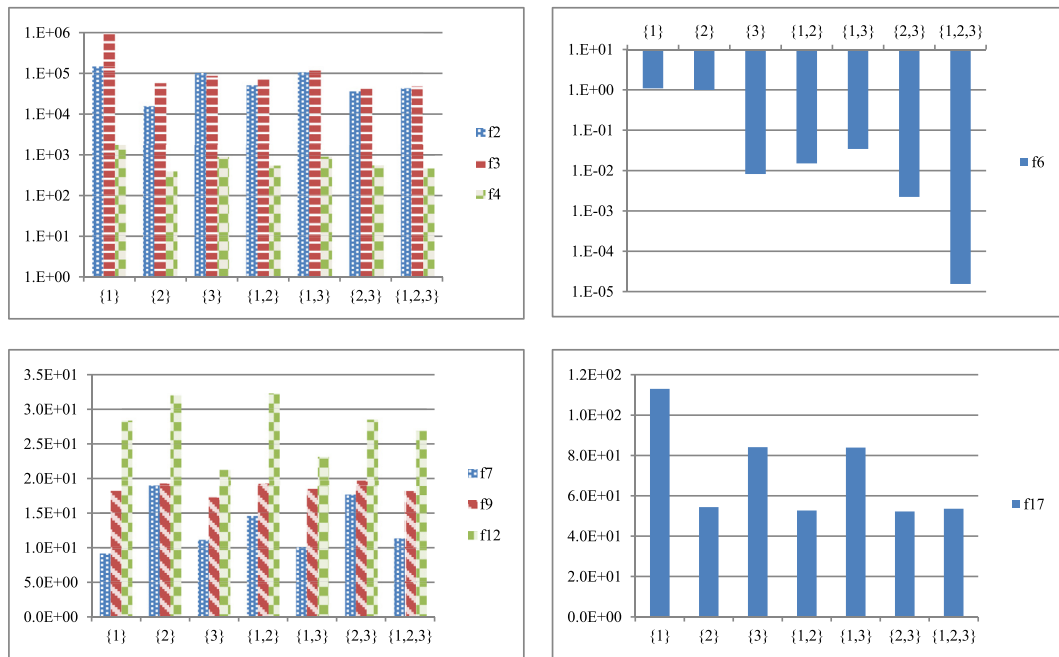 1.E+06
1.E+05
1.E+04
1.E+03
1.E+02
1.E+01
1.E+00
{1} {2} {3} {1,2} {1,3} {2,3} {1,2,3}
f2
f3
f4
{1} {2} {3} {1,2} {1,3} {2,3} {1,2,3}
1.E+01
1.E+00
1.E-01
1.E-02
1.E-03
1.E-04
1.E-05
f6
3.5E+01
3.0E+01
2.5E+01
2.0E+01
1.5E+01
1.0E+01
5.0E+00
0.0E+00
{1} {2} {3} {1,2} {1,3} {2,3} {1,2,3}
f7
f9
f12
1.2E+02
1.0E+02
8.0E+01
6.0E+01
4.0E+01
2.0E+01
0.0E+00
{1} {2} {3} {1,2} {1,3} {2,3} {1,2,3}
f17